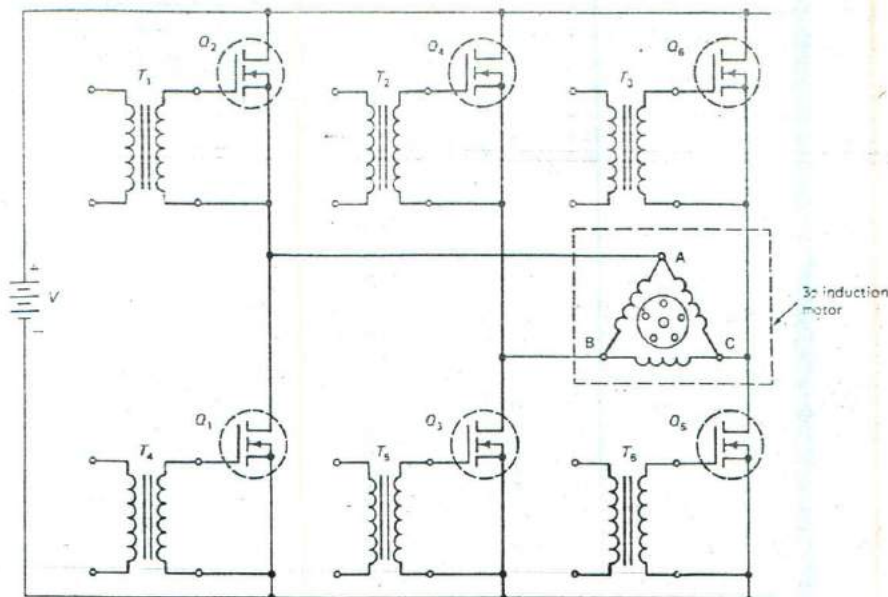 Q₂
Q₄
Q₆
T₁
T₂
T₃
+
V
−
A
B
C
3ϕ induction
motor
Q₁
Q₃
Q₅
T₄
T₅
T₆